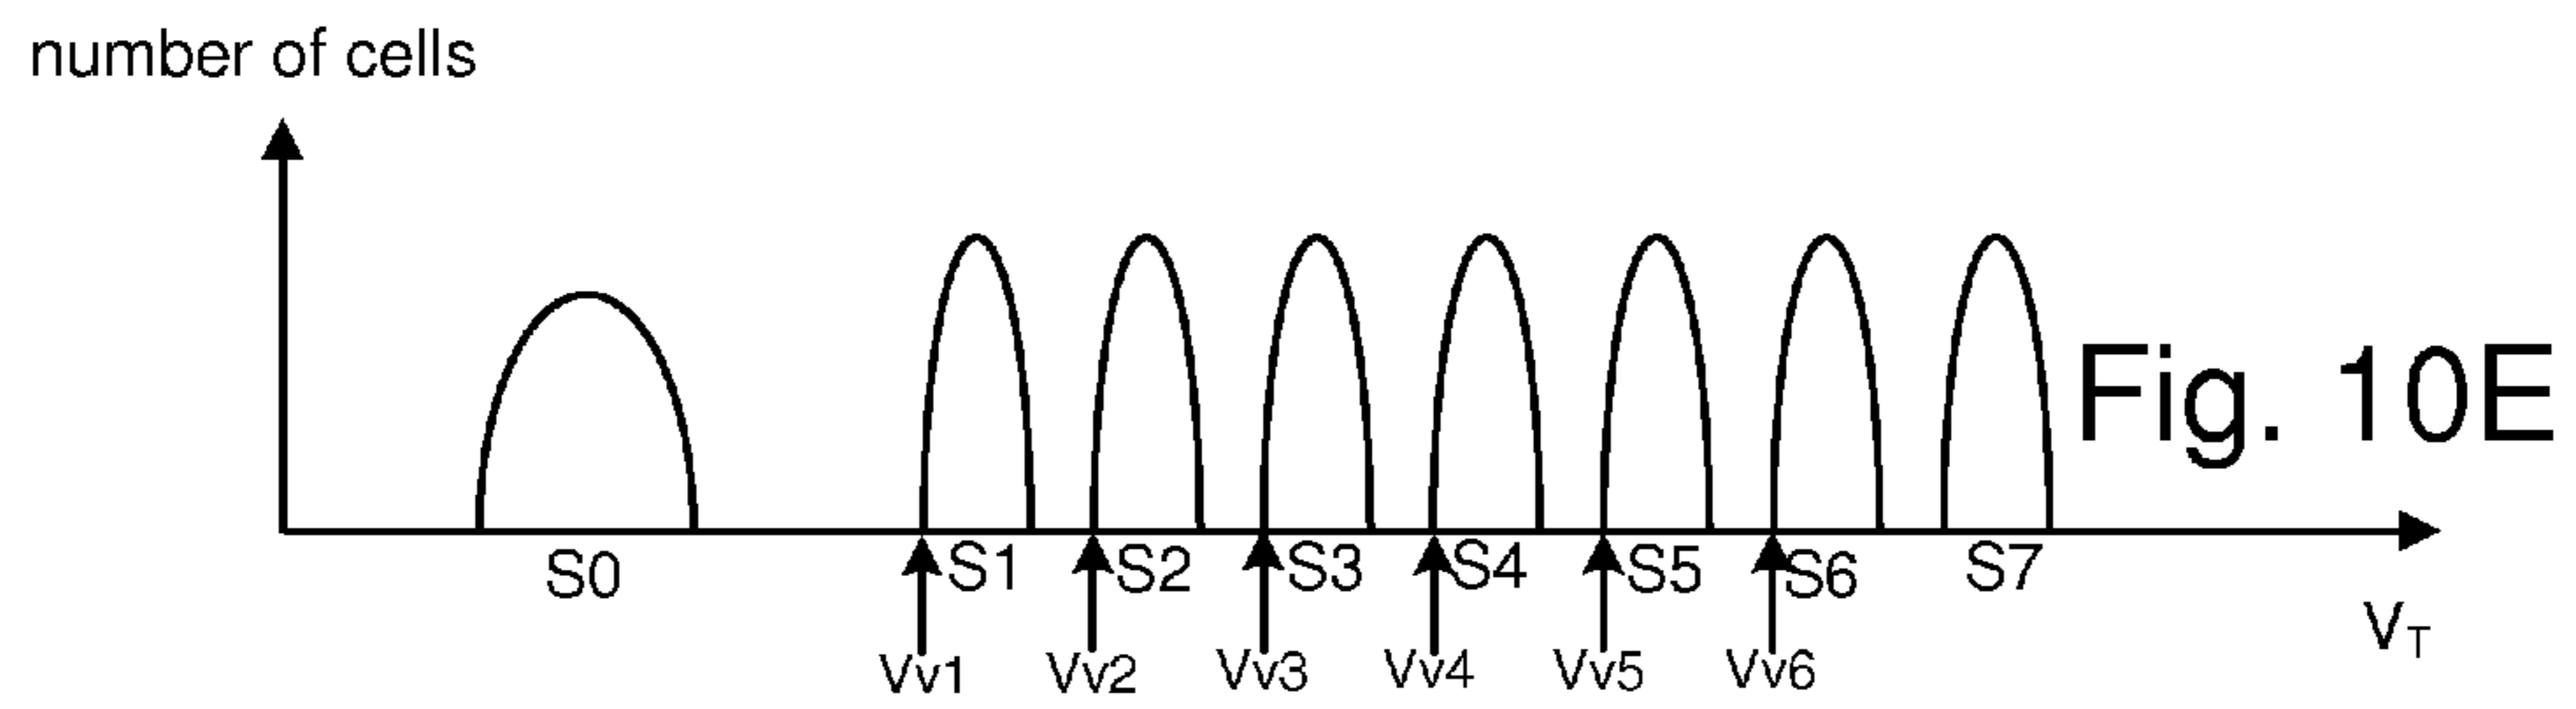 number of cells
Fig. 10E
S0 S1 S2 S3 S4 S5 S6 S7
VT
Vv1 Vv2 Vv3 Vv4 Vv5 Vv6